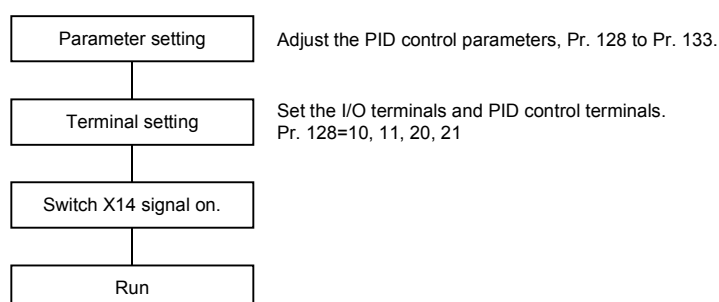 Parameter setting
Adjust the PID control parameters, Pr. 128 to Pr. 133.
Terminal setting
Set the I/O terminals and PID control terminals.
Pr. 128=10, 11, 20, 21
Switch X14 signal on.
Run